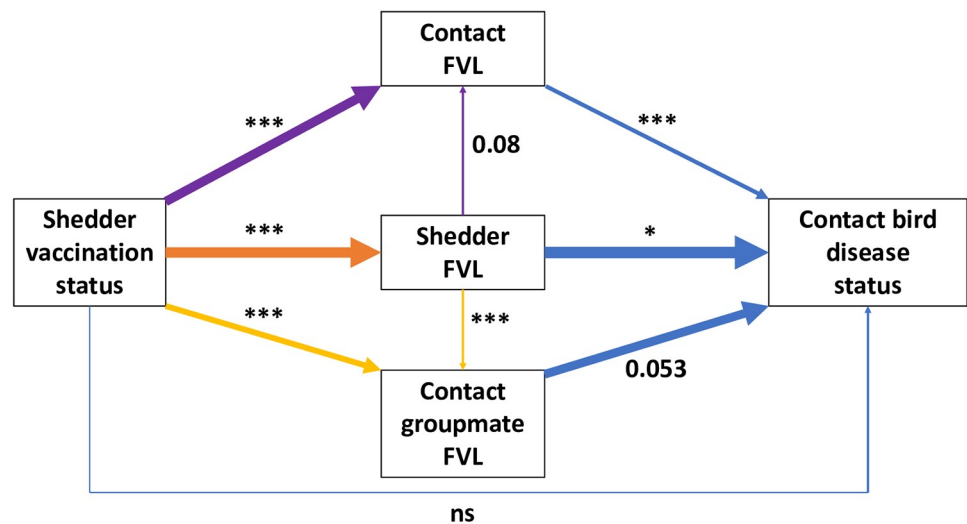 Contact
FVL
***
***
0.08
Shedder
vaccination
status
***
Shedder
FVL
*
Contact bird
disease
status
***
***
0.053
Contact
groupmate
FVL
ns